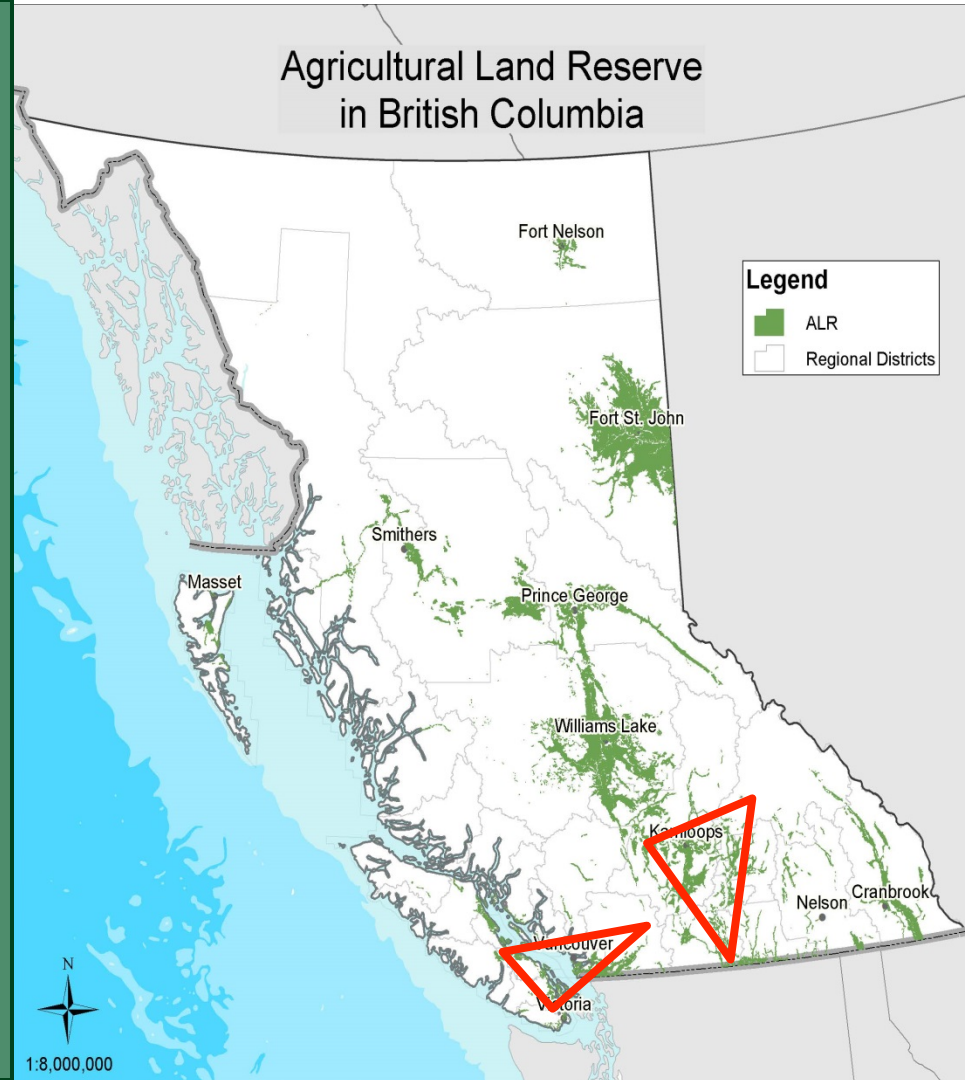 Agricultural Land Reserve
in British Columbia
Fort Nelson
Legend
ALR
Regional Districts
Fort St. John
Smithers
Masset
Prince George
Williams Lake
Kamloops
Cranbrook
Nelson
Vancouver
Victoria
N
1:8,000,000